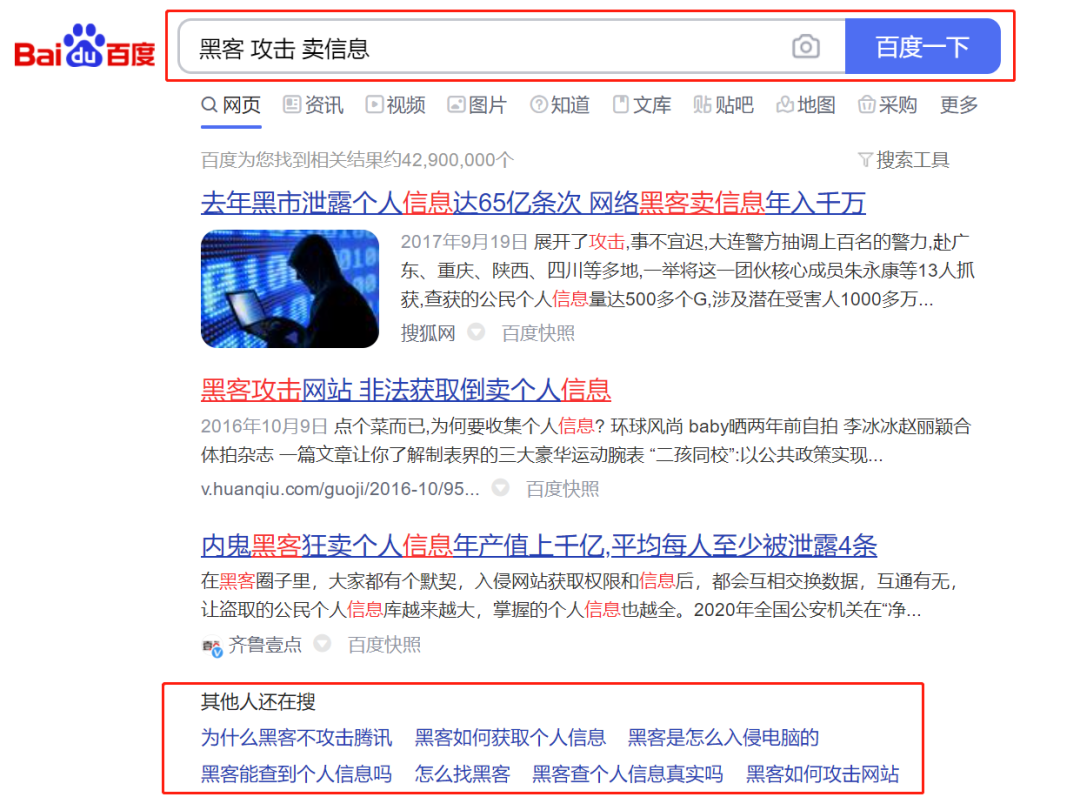 Bai du 百度
黑客 攻击 卖信息
百度一下
网页 资讯 视频 图片 知道 文库 贴吧 地图 采购 更多
百度为您找到相关结果约42,900,000个 搜索工具
去年黑市泄露个人信息达65亿条次 网络黑客卖信息年入千万
2017年9月19日 展开了攻击,事不宜迟,大连警方抽调上百名的警力,赴广
东、重庆、陕西、四川等多地,一举将这一团伙核心成员朱永康等13人抓
获,查获的公民个人信息量达500多个G,涉及潜在受害人1000多万...
搜狐网 百度快照
黑客攻击网站 非法获取倒卖个人信息
2016年10月9日 点个菜而已,为何要收集个人信息? 环球风尚 baby晒两年前自拍 李冰冰赵丽颖合
体拍杂志 一篇文章让你了解制表界的三大豪华运动腕表 “二孩同校”:以公共政策实现...
v.huanqiu.com/guoji/2016-10/95... 百度快照
内鬼黑客狂卖个人信息年产值上千亿,平均每人至少被泄露4条
在黑客圈子里，大家都有个默契，入侵网站获取权限和信息后，都会互相交换数据，互通有无，
让盗取的公民个人信息库越来越大，掌握的个人信息也越全。2020年全国公安机关在“净...
齐鲁壹点 百度快照
其他人还在搜
为什么黑客不攻击腾讯 黑客如何获取个人信息 黑客是怎么入侵电脑的
黑客能查到个人信息吗 怎么找黑客 黑客查个人信息真实吗 黑客如何攻击网站